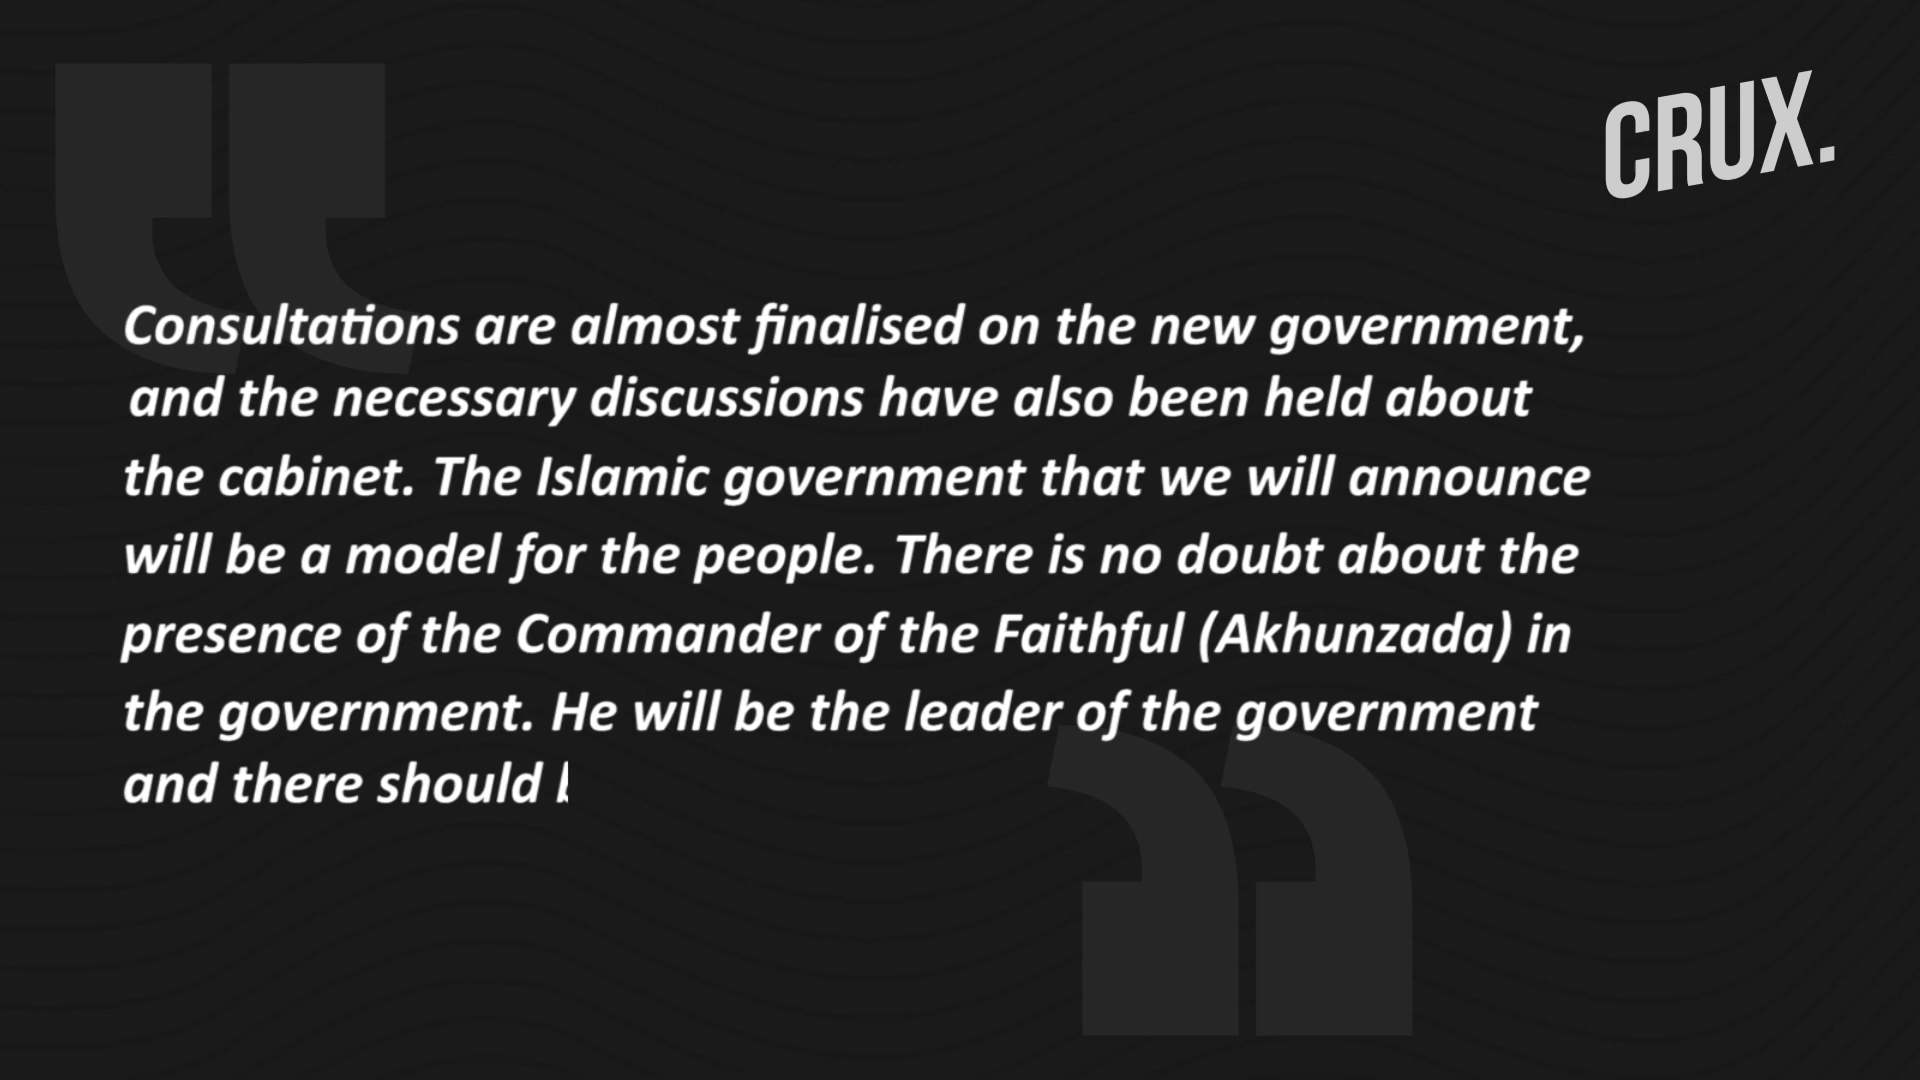 CRUX.
Consultations are almost finalised on the new government,
and the necessary discussions have also been held about
the cabinet. The Islamic government that we will announce
will be a model for the people. There is no doubt about the
presence of the Commander of the Faithful (Akhunzada) in
the government. He will be the leader of the government
and there should